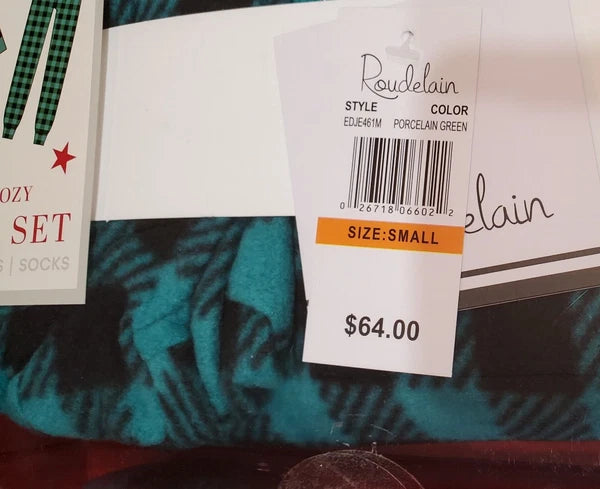 OZY
SET
S | SOCKS
Roudelain
STYLE COLOR
EDJE461M PORCELAIN GREEN
0 26718 06602 2
SIZE:SMALL
$64.00
elain